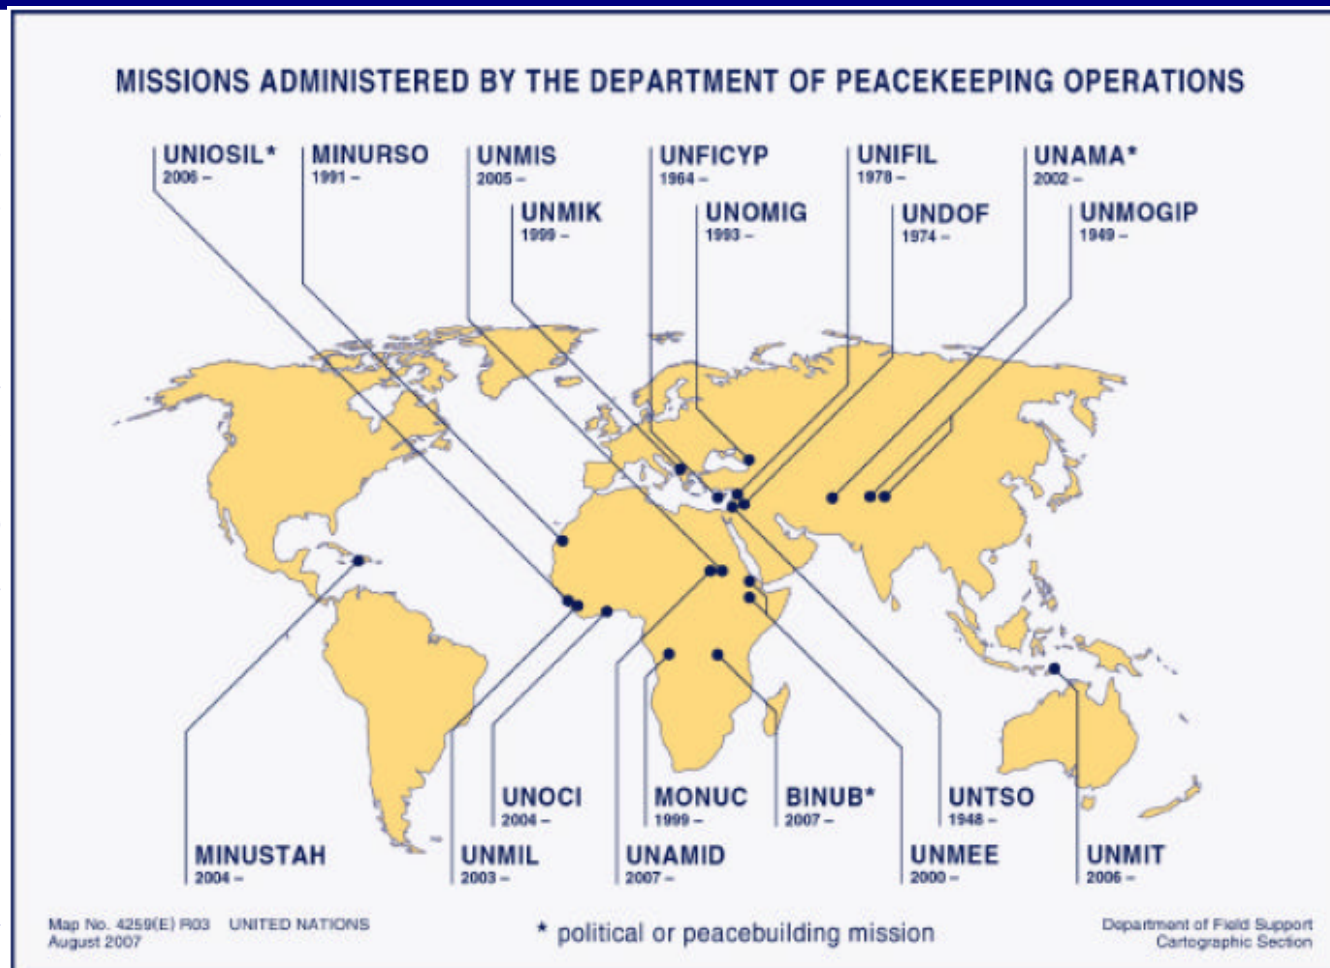 MISSIONS ADMINISTERED BY THE DEPARTMENT OF PEACEKEEPING OPERATIONS
UNIOSIL*
2006 –
MINURSO
1991 –
UNMIS
2005 –
UNFICYP
1964 –
UNIFIL
1978 –
UNAMA*
2002 –
UNMIK
1999 –
UNOMIG
1993 –
UNDOF
1974 –
UNMOGIP
1949 –
UNOCI
2004 –
MONUC
1999 –
BINUB*
2007 –
UNTSO
1948 –
MINUSTAH
2004 –
UNMIL
2003 –
UNAMID
2007 –
UNMEE
2000 –
UNMIT
2006 –
Map No. 4259(E) R03 UNITED NATIONS
August 2007
* political or peacebuilding mission
Department of Field Support
Cartographic Section